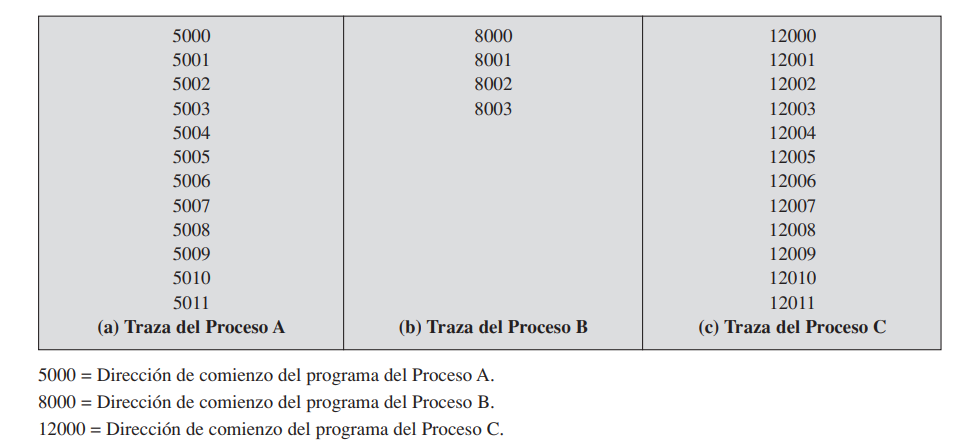 5000 8000 12000
5001 8001 12001
5002 8002 12002
5003 8003 12003
5004 12004
5005 12005
5006 12006
5007 12007
5008 12008
5009 12009
5010 12010
5011 12011
(a) Traza del Proceso A (b) Traza del Proceso B (c) Traza del Proceso C
5000 = Dirección de comienzo del programa del Proceso A.
8000 = Dirección de comienzo del programa del Proceso B.
12000 = Dirección de comienzo del programa del Proceso C.